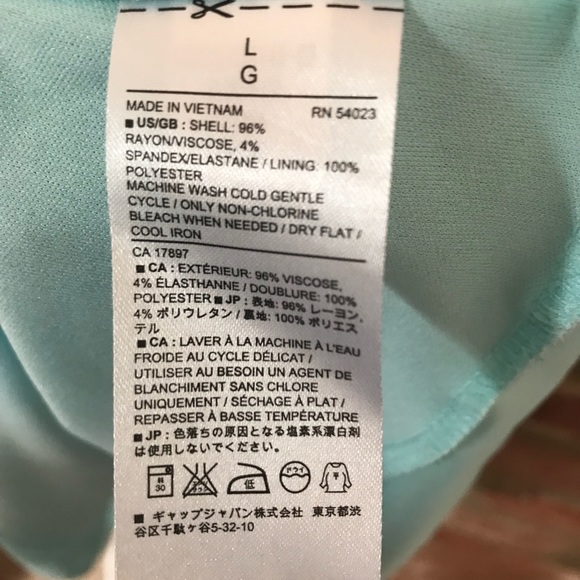 L
G
MADE IN VIETNAM RN 54023
■ US/GB : SHELL: 96%
RAYON/VISCOSE, 4%
SPANDEX/ELASTANE / LINING: 100%
POLYESTER
MACHINE WASH COLD GENTLE
CYCLE / ONLY NON-CHLORINE
BLEACH WHEN NEEDED / DRY FLAT /
COOL IRON
CA 17897
■ CA : EXTÉRIEUR: 96% VISCOSE,
4% ÉLASTHANNE / DOUBLURE: 100%
POLYESTER ■ JP : 表地: 96% レーヨン,
4% ポリウレタン / 裏地: 100% ポリエス
テル
■ CA : LAVER À LA MACHINE À L'EAU
FROIDE AU CYCLE DÉLICAT /
UTILISER AU BESOIN UN AGENT DE
BLANCHIMENT SANS CHLORE
UNIQUEMENT / SÉCHAGE À PLAT /
REPASSER À BASSE TEMPÉRATURE
■ JP : 色落ちの原因となる塩素系漂白剤
は使用しないでください。
30 低 ドライ 平
■ ギャップジャパン株式会社 東京都渋
谷区千駄ヶ谷5-32-10